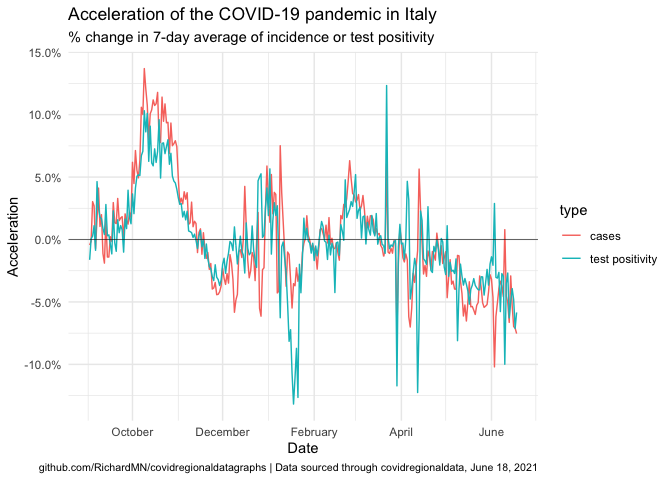 Acceleration of the COVID-19 pandemic in Italy
% change in 7-day average of incidence or test positivity
15.0%
10.0%
5.0%
0.0%
-5.0%
-10.0%
Acceleration
October December February April June
Date
type
cases
test positivity
github.com/RichardMN/covidregionaldatagraphs | Data sourced through covidregionaldata, June 18, 2021